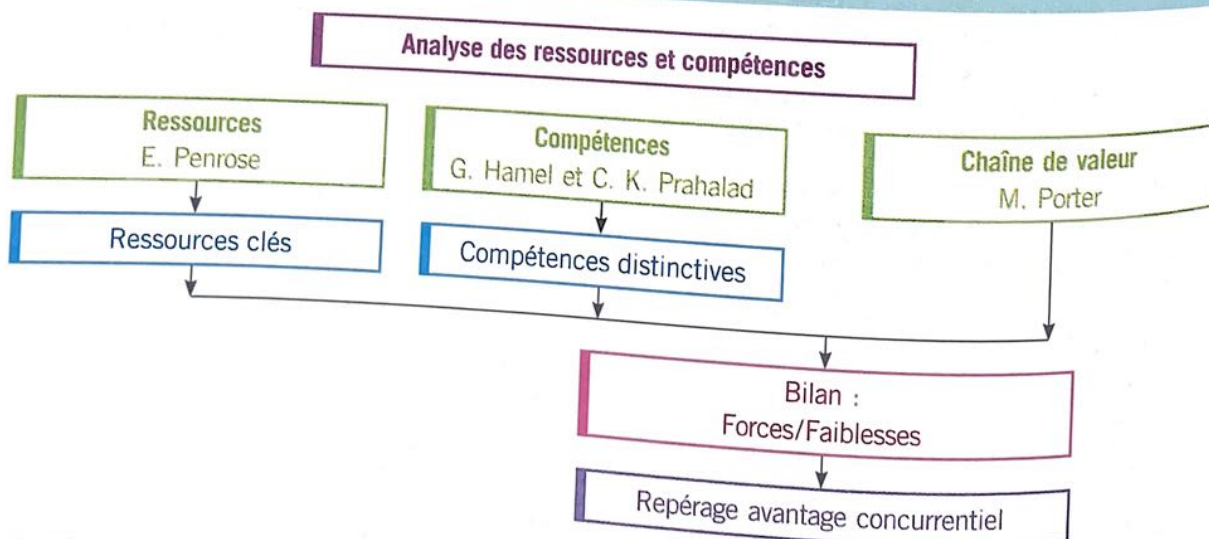 Analyse des ressources et compétences
Ressources
E. Penrose
Compétences
G. Hamel et C. K. Prahalad
Chaîne de valeur
M. Porter
Ressources clés
Compétences distinctives
Bilan :
Forces/Faiblesses
Repérage avantage concurrentiel